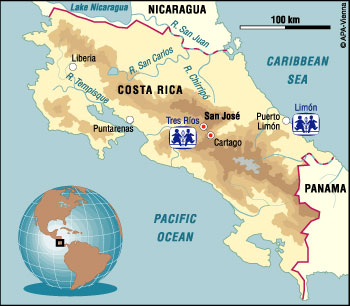 NICARAGUA
Lake Nicaragua
R. San Juan
100 km
© APA-Vienna
CARIBBEAN
SEA
R. San Carlos
Liberia
R. Chirripó
COSTA RICA
R. Tempisque
Puntarenas
Tres Ríos
San José
Cartago
Limón
Puerto
Limón
PANAMA
PACIFIC
OCEAN